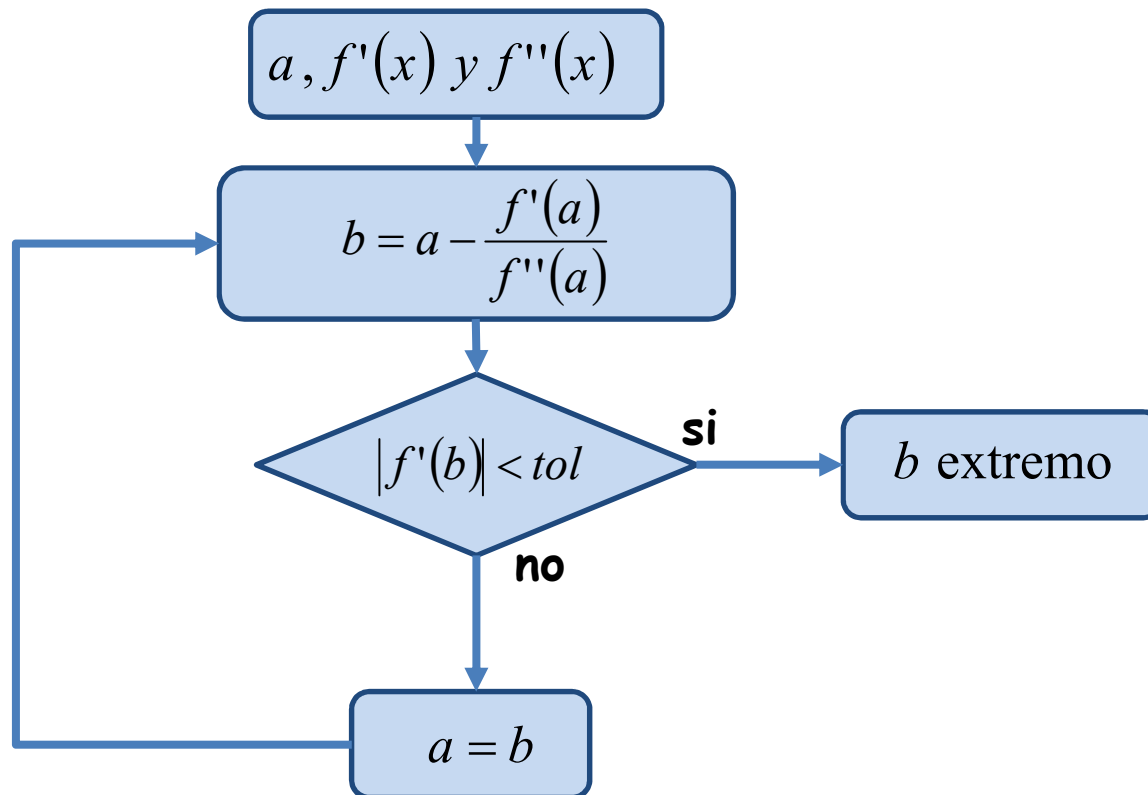 a , f'(x) y f''(x)
b = a - f'(a)/f''(a)
|f'(b)| < tol
si
b extremo
no
a = b